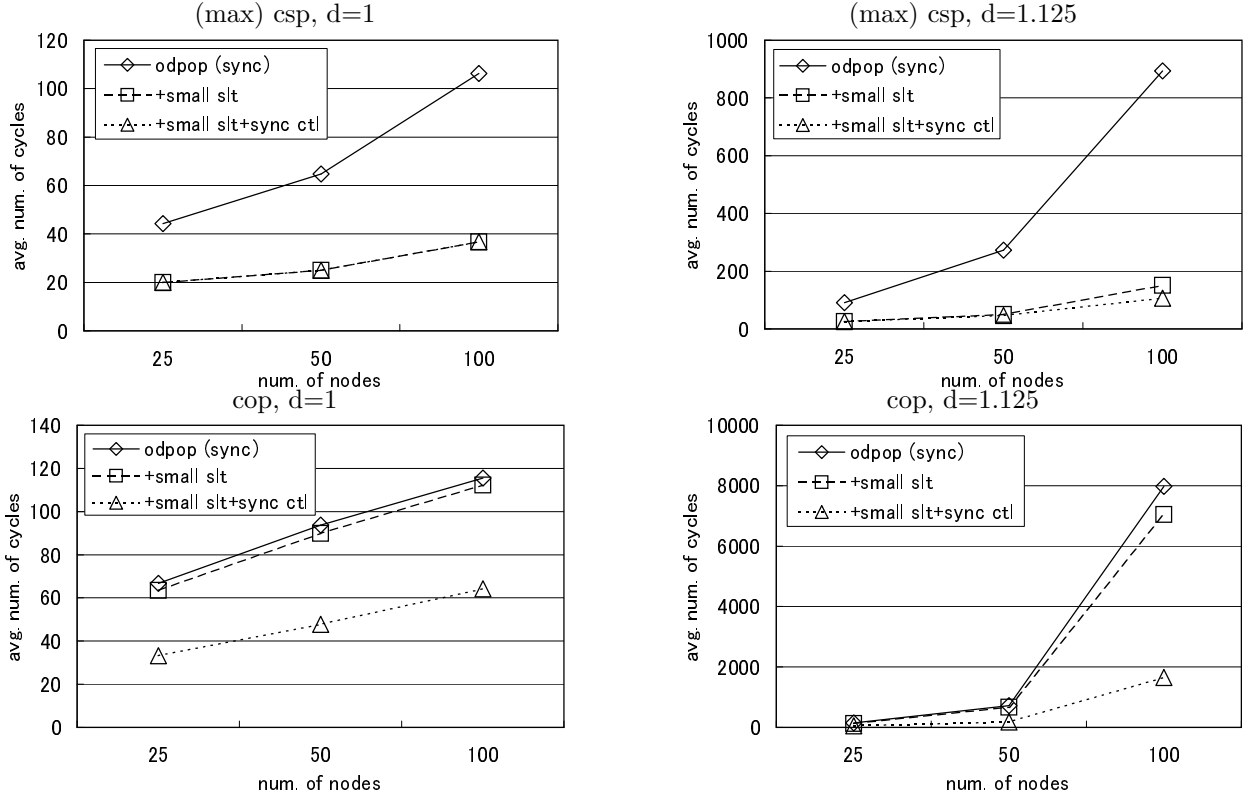 (max) csp, d=1
120
100
80
60
40
20
0
avg. num. of cycles
odpop (sync)
+small slt
+small slt+sync ctl
25 50 100
num. of nodes
(max) csp, d=1.125
1000
800
600
400
200
0
avg. num. of cycles
odpop (sync)
+small slt
+small slt+sync ctl
25 50 100
num. of nodes
cop, d=1
140
120
100
80
60
40
20
0
avg. num. of cycles
odpop (sync)
+small slt
+small slt+sync ctl
25 50 100
num. of nodes
cop, d=1.125
10000
8000
6000
4000
2000
0
avg. num. of cycles
odpop (sync)
+small slt
+small slt+sync ctl
25 50 100
num. of nodes